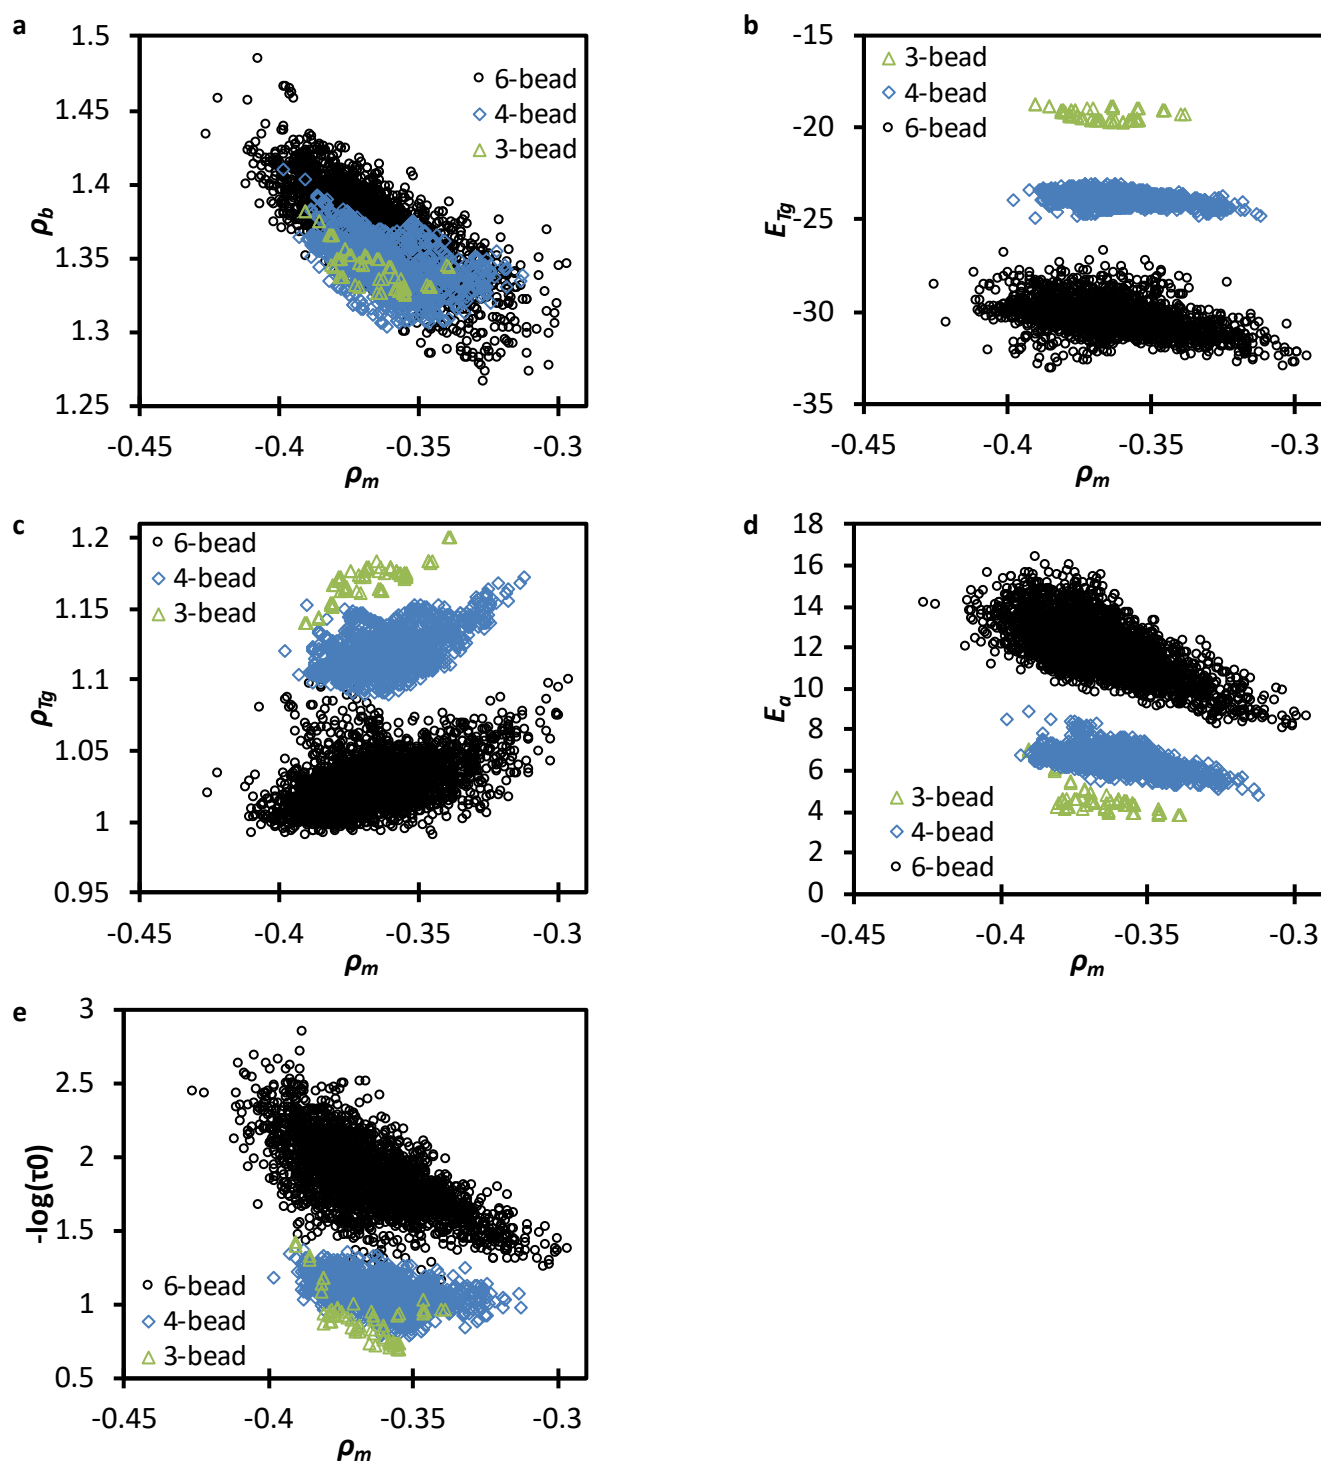 a
1.5
1.45
1.4
1.35
1.3
1.25
ρb
-0.45
-0.4
-0.35
-0.3
ρm
6-bead
4-bead
3-bead
b
-15
-20
-25
-30
-35
ETg
-0.45
-0.4
-0.35
-0.3
ρm
3-bead
4-bead
6-bead
c
1.2
1.15
1.1
1.05
1
0.95
ρTg
-0.45
-0.4
-0.35
-0.3
ρm
6-bead
4-bead
3-bead
d
18
16
14
12
10
8
6
4
2
0
Ea
-0.45
-0.4
-0.35
-0.3
ρm
3-bead
4-bead
6-bead
e
3
2.5
2
1.5
1
0.5
-log(τ0)
-0.45
-0.4
-0.35
-0.3
ρm
6-bead
4-bead
3-bead